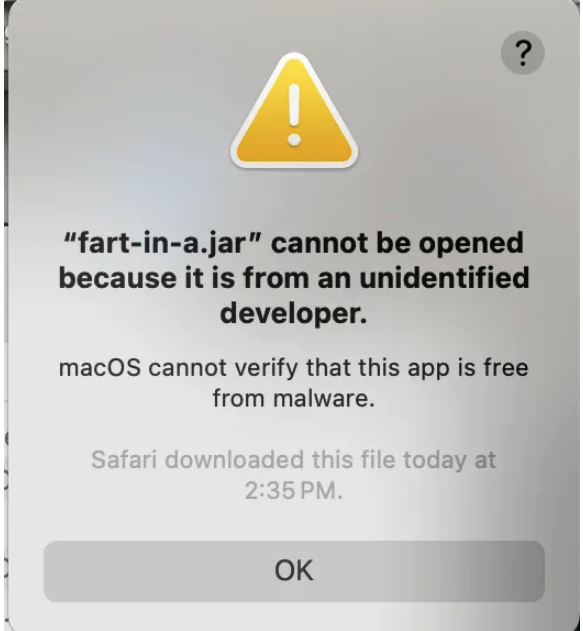 ?
“fart-in-a.jar” cannot be opened
because it is from an unidentified
developer.
macOS cannot verify that this app is free
from malware.
Safari downloaded this file today at
2:35 PM.
OK